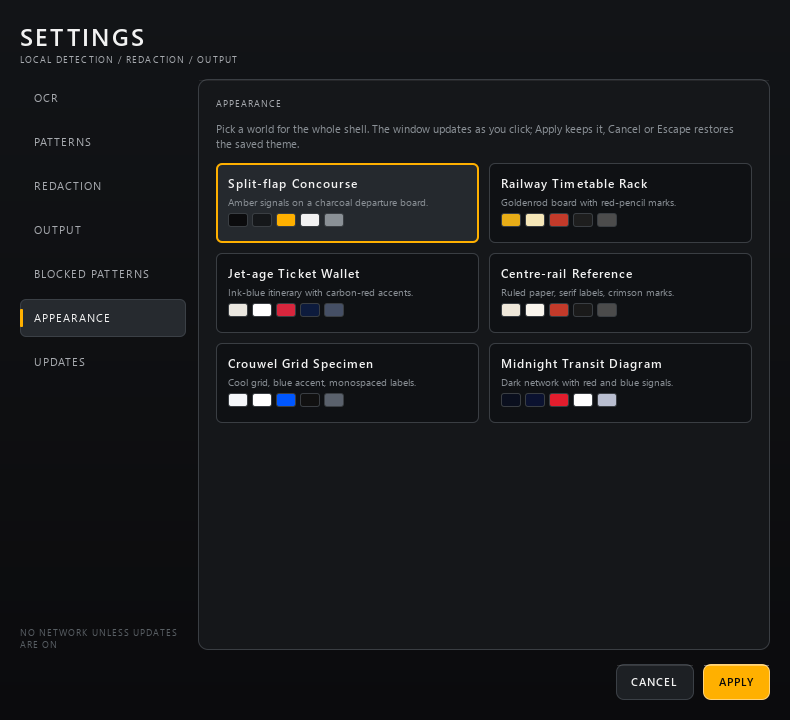 SETTINGS
LOCAL DETECTION / REDACTION / OUTPUT
OCR
PATTERNS
REDACTION
OUTPUT
BLOCKED PATTERNS
APPEARANCE
UPDATES
NO NETWORK UNLESS UPDATES
ARE ON
APPEARANCE
Pick a world for the whole shell. The window updates as you click; Apply keeps it, Cancel or Escape restores
the saved theme.
Split-flap Concourse
Amber signals on a charcoal departure board.
Railway Timetable Rack
Goldenrod board with red-pencil marks.
Jet-age Ticket Wallet
Ink-blue itinerary with carbon-red accents.
Centre-rail Reference
Ruled paper, serif labels, crimson marks.
Crouwel Grid Specimen
Cool grid, blue accent, monospaced labels.
Midnight Transit Diagram
Dark network with red and blue signals.
CANCEL
APPLY